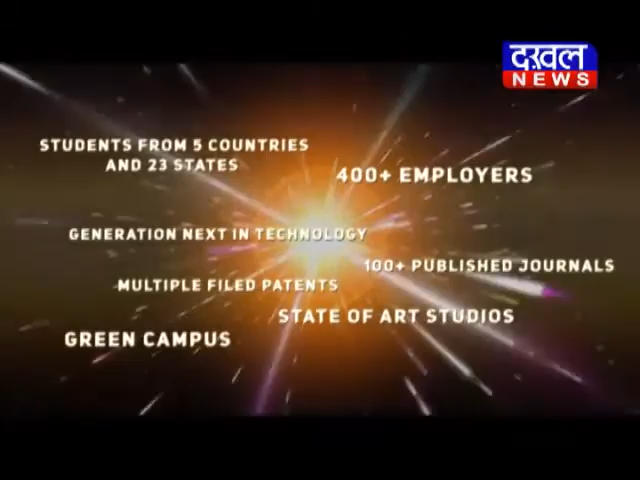 दख़ल
NEWS
STUDENTS FROM 5 COUNTRIES
AND 23 STATES
400+ EMPLOYERS
GENERATION NEXT IN TECHNOLOGY
100+ PUBLISHED JOURNALS
MULTIPLE FILED PATENTS
STATE OF ART STUDIOS
GREEN CAMPUS